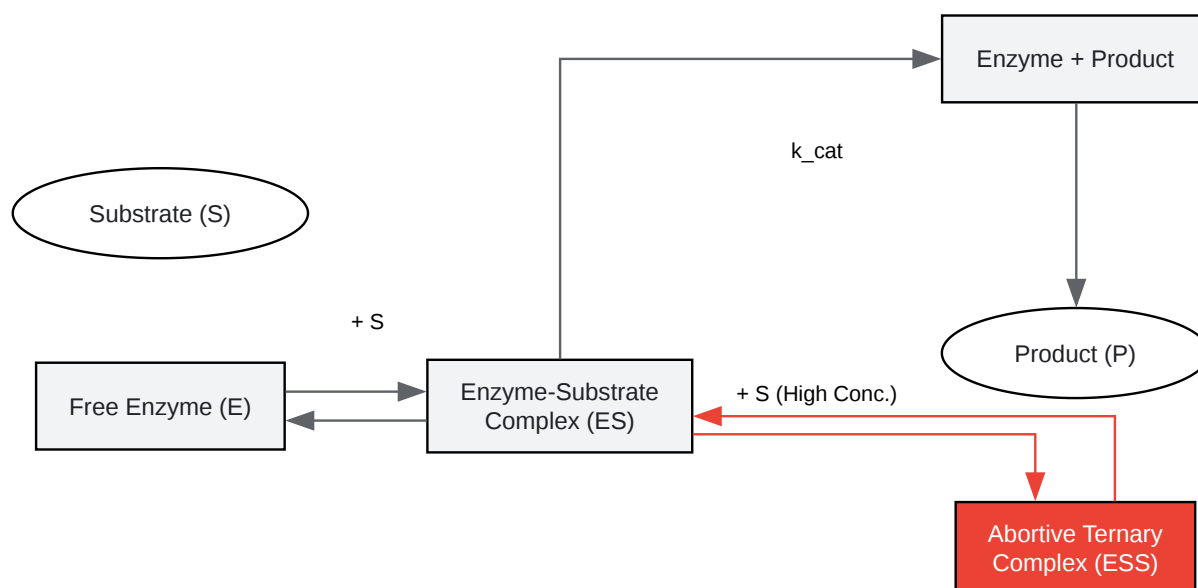 Enzyme + Product
k_cat
Substrate (S)
+ S
Free Enzyme (E)
Enzyme-Substrate
Complex (ES)
Product (P)
+ S (High Conc.)
Abortive Ternary
Complex (ESS)